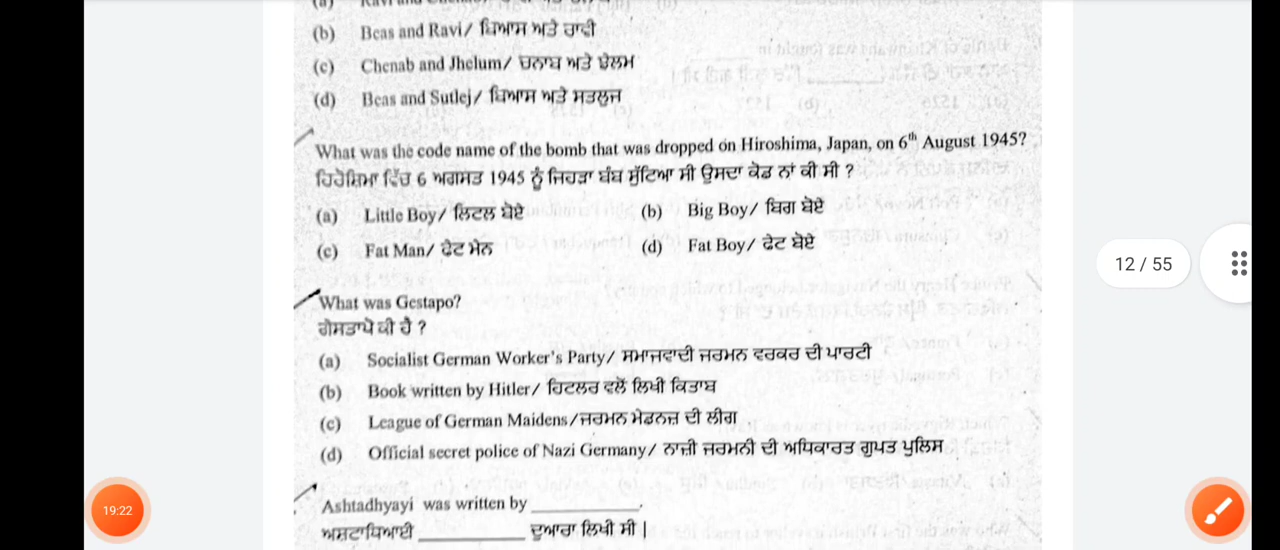 (b) Beas and Ravi/ ਬਿਆਸ ਅਤੇ ਰਾਵੀ
(c) Chenab and Jhelum/ ਚਨਾਬ ਅਤੇ ਝੇਲਮ
(d) Beas and Sutlej/ ਬਿਆਸ ਅਤੇ ਸਤਲੁਜ
What was the code name of the bomb that was dropped on Hiroshima, Japan, on 6th August 1945?
ਹਿਰੋਸ਼ਿਮਾ ਵਿੱਚ 6 ਅਗਸਤ 1945 ਨੂੰ ਜਿਹੜਾ ਬੰਬ ਸੁੱਟਿਆ ਸੀ ਉਸਦਾ ਕੋਡ ਨਾਂ ਕੀ ਸੀ ?
(a) Little Boy/ ਲਿਟਲ ਬੋਏ (b) Big Boy/ ਬਿਗ ਬੋਏ
(c) Fat Man/ ਫੈਟ ਮੈਨ (d) Fat Boy/ ਫੈਟ ਬੋਏ
12 / 55
What was Gestapo?
ਗੇਸਤਾਪੋ ਕੀ ਹੈ ?
(a) Socialist German Worker's Party/ ਸਮਾਜਵਾਦੀ ਜਰਮਨ ਵਰਕਰ ਦੀ ਪਾਰਟੀ
(b) Book written by Hitler/ ਹਿਟਲਰ ਵਲੋਂ ਲਿਖੀ ਕਿਤਾਬ
(c) League of German Maidens/ਜਰਮਨ ਮੇਡਨਜ਼ ਦੀ ਲੀਗ
(d) Official secret police of Nazi Germany/ ਨਾਜ਼ੀ ਜਰਮਨੀ ਦੀ ਅਧਿਕਾਰਤ ਗੁਪਤ ਪੁਲਿਸ
19:22
Ashtadhyayi was written by ____________.
ਅਸ਼ਟਾਧਿਆਈ ____________ ਦੁਆਰਾ ਲਿਖੀ ਸੀ |